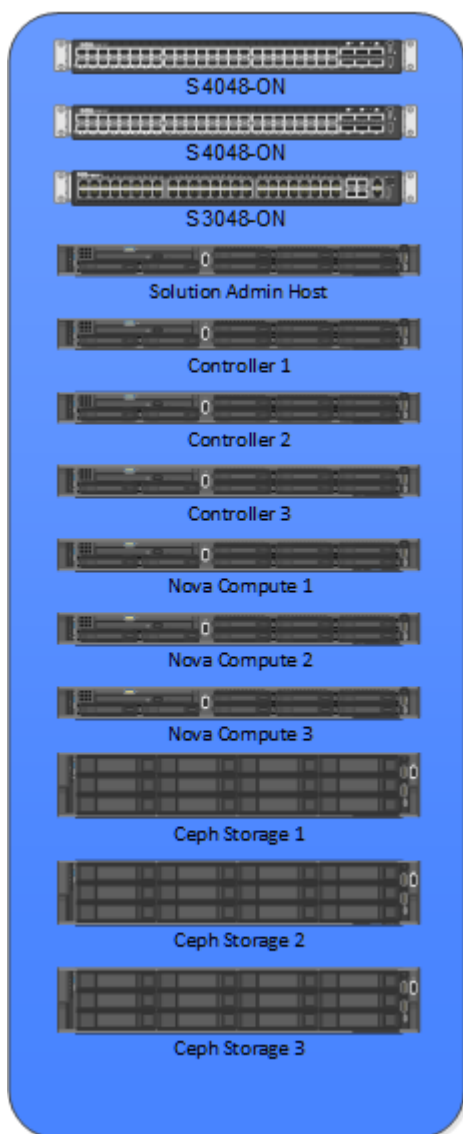 S4048-ON
S4048-ON
S3048-ON
Solution Admin Host
Controller 1
Controller 2
Controller 3
Nova Compute 1
Nova Compute 2
Nova Compute 3
Ceph Storage 1
Ceph Storage 2
Ceph Storage 3